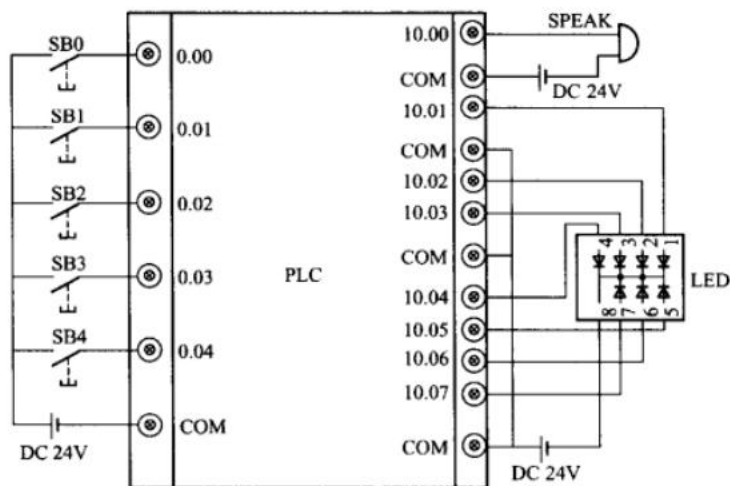 SB0
0.00
SB1
0.01
SB2
0.02
SB3
0.03
SB4
0.04
COM
DC 24V
PLC
10.00
COM
10.01
COM
10.02
10.03
COM
10.04
10.05
10.06
10.07
COM
SPEAK
DC 24V
4 3 2 1
8 7 6 5
LED
DC 24V